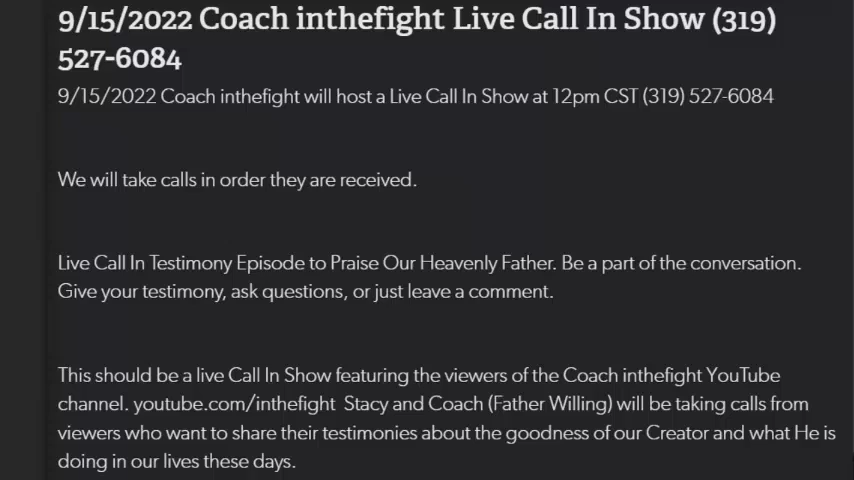 9/15/2022 Coach inthefight Live Call In Show (319)
527-6084
9/15/2022 Coach inthefight will host a Live Call In Show at 12pm CST (319) 527-6084
We will take calls in order they are received.
Live Call In Testimony Episode to Praise Our Heavenly Father. Be a part of the conversation.
Give your testimony, ask questions, or just leave a comment.
This should be a live Call In Show featuring the viewers of the Coach inthefight YouTube
channel. youtube.com/inthefight Stacy and Coach (Father Willing) will be taking calls from
viewers who want to share their testimonies about the goodness of our Creator and what He is
doing in our lives these days.